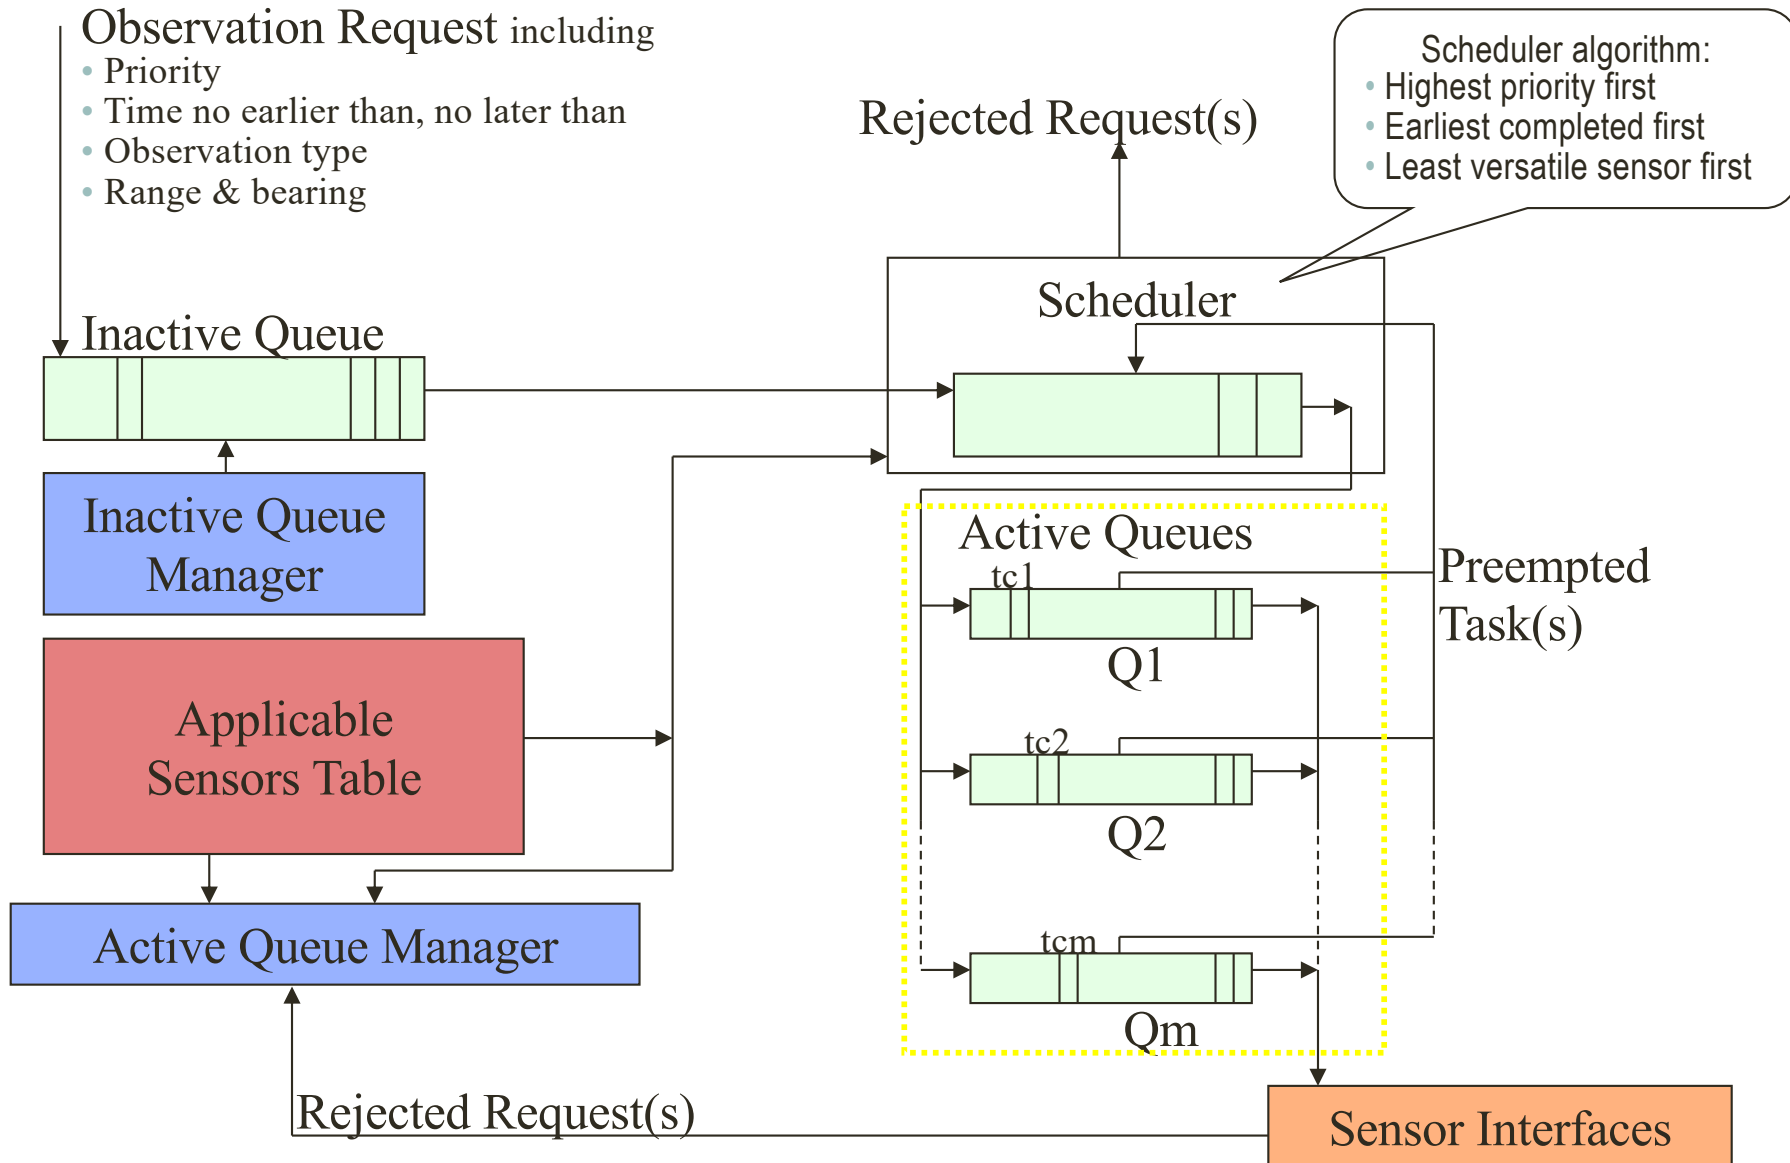 Observation Request including
• Priority
• Time no earlier than, no later than
• Observation type
• Range & bearing
Scheduler algorithm:
• Highest priority first
• Earliest completed first
• Least versatile sensor first
Rejected Request(s)
Scheduler
Inactive Queue
Inactive Queue
Manager
Active Queues
tc1
Q1
Preempted
Task(s)
Applicable
Sensors Table
tc2
Q2
Active Queue Manager
tcm
Qm
Rejected Request(s)
Sensor Interfaces